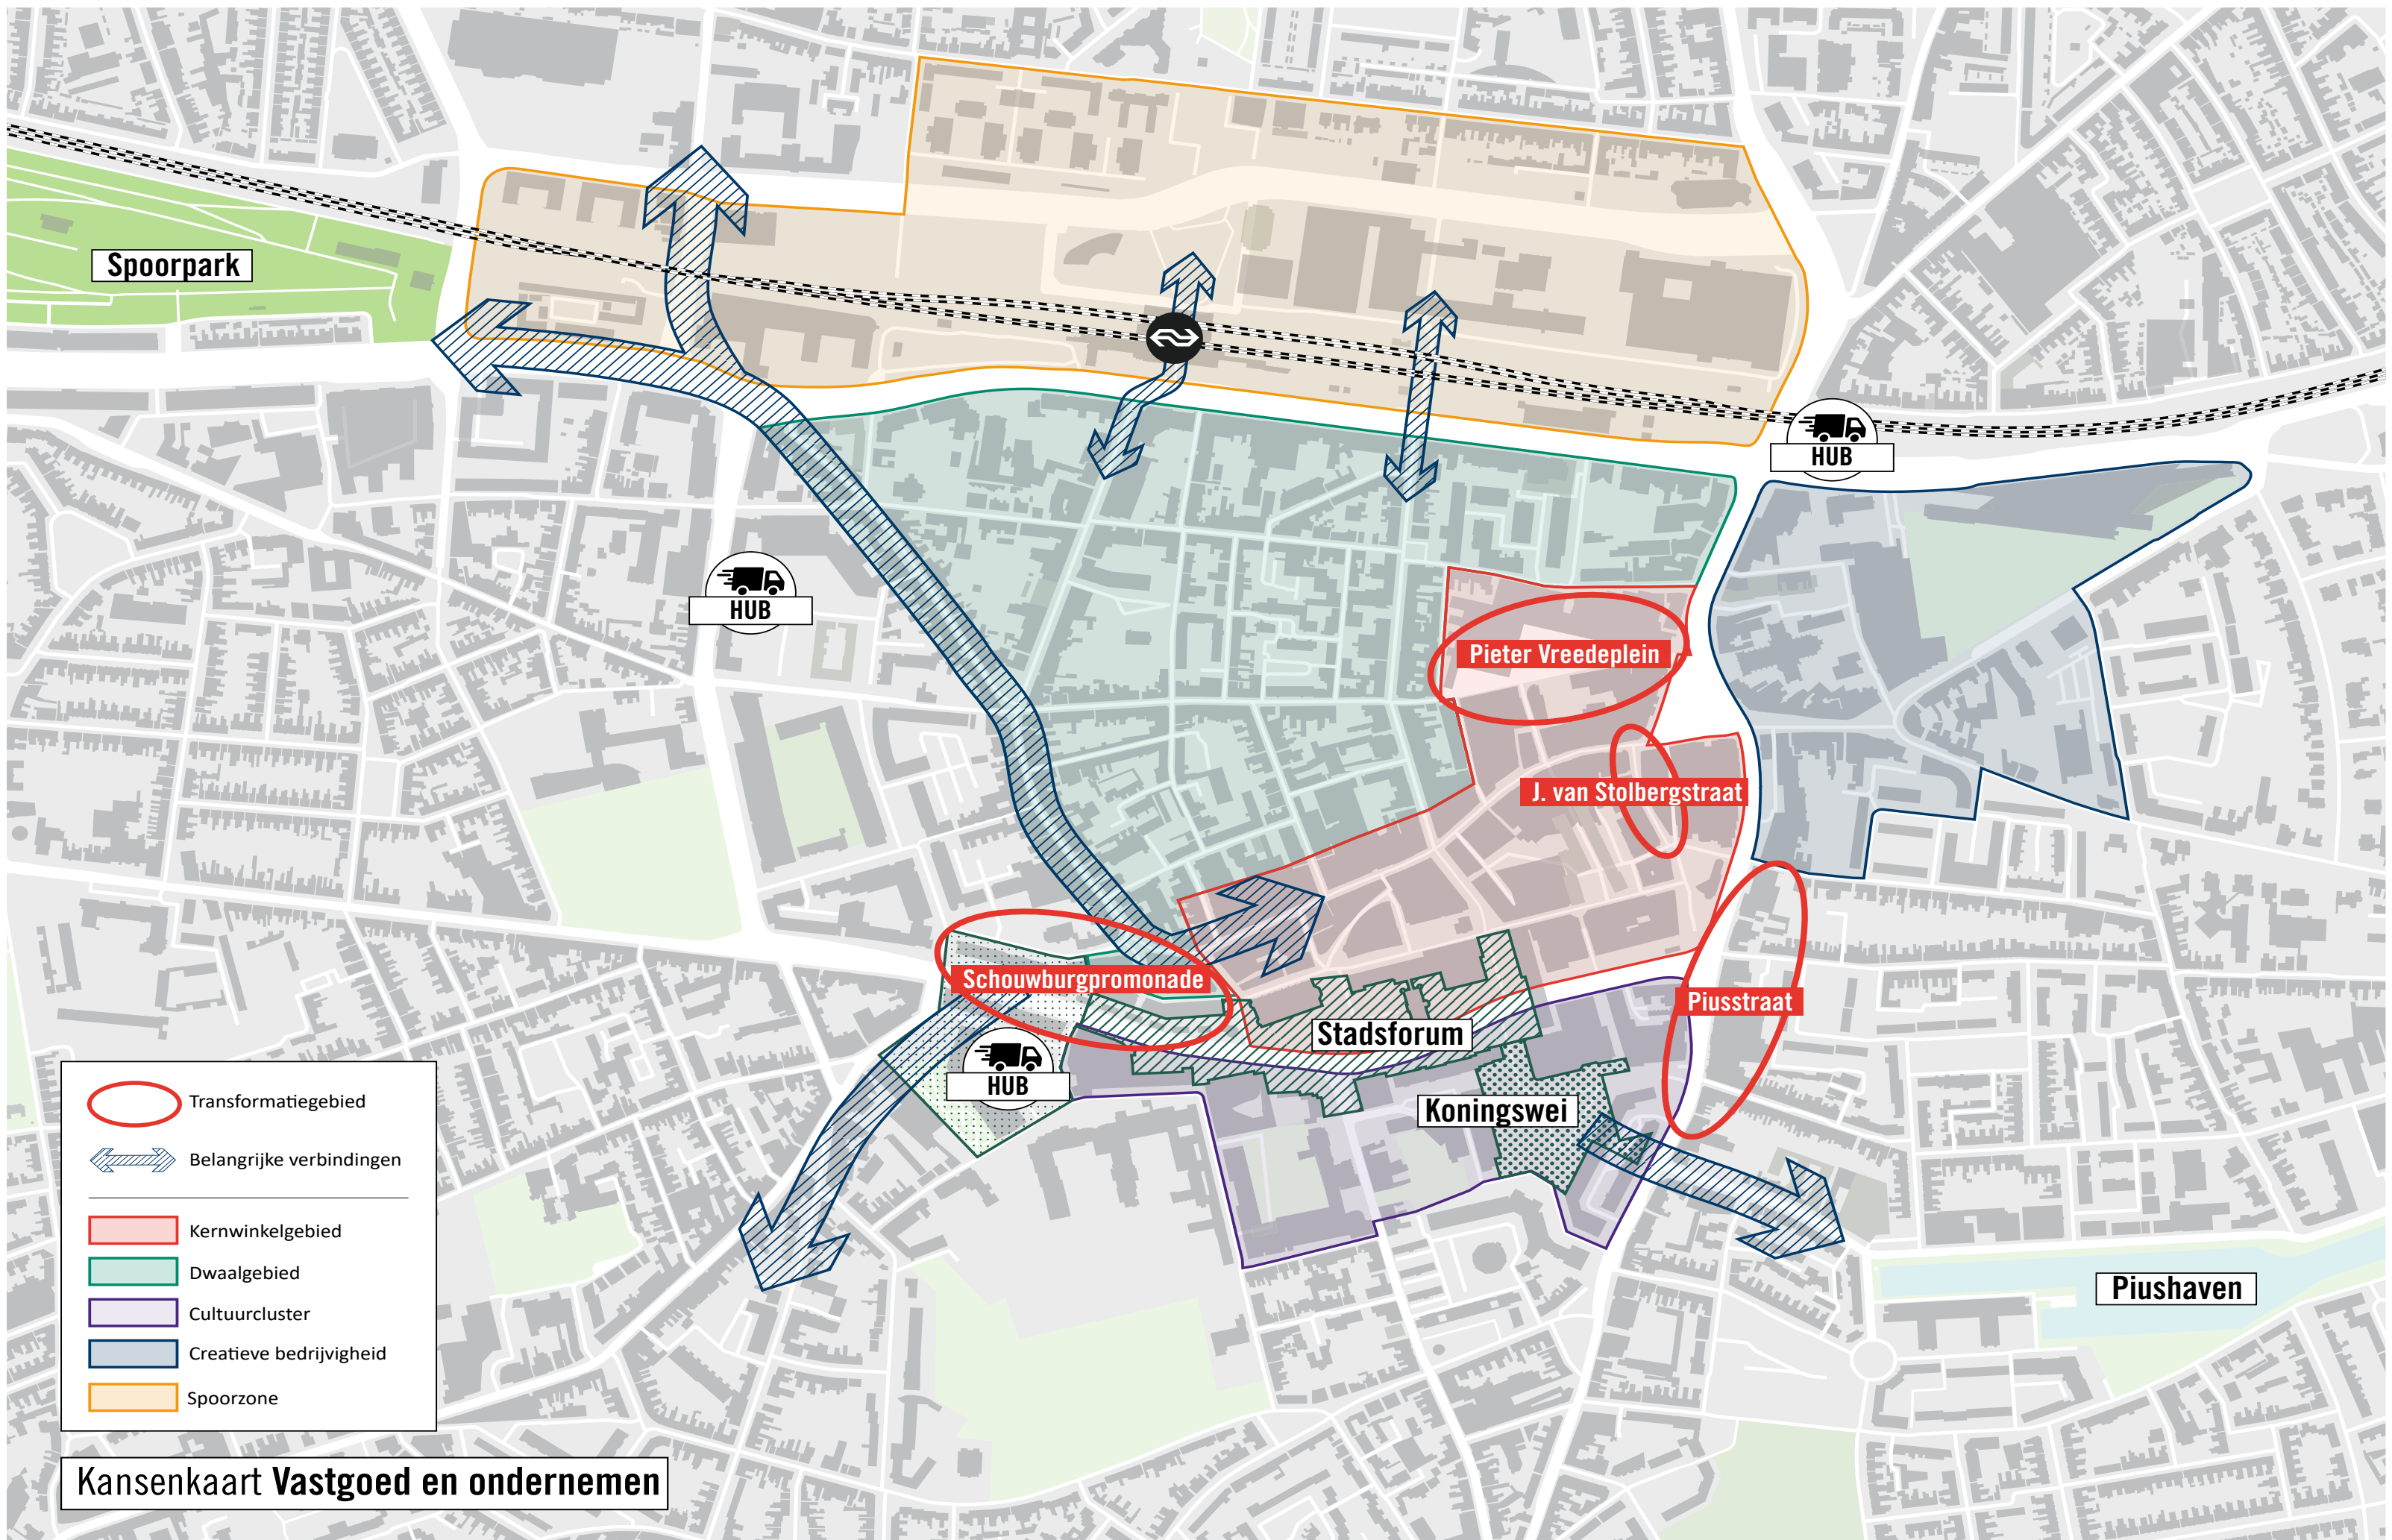 Spoorpark
HUB
HUB
Pieter Vreedeplein
J. van Stolbergstraat
Schouwburgpromonade
Piusstraat
Stadsforum
HUB
Koningswei
Piushaven
Transformatiegebied
Belangrijke verbindingen
Kernwinkelgebied
Dwaalgebied
Cultuurcluster
Creatieve bedrijvigheid
Spoorzone
Kansenkaart Vastgoed en ondernemen